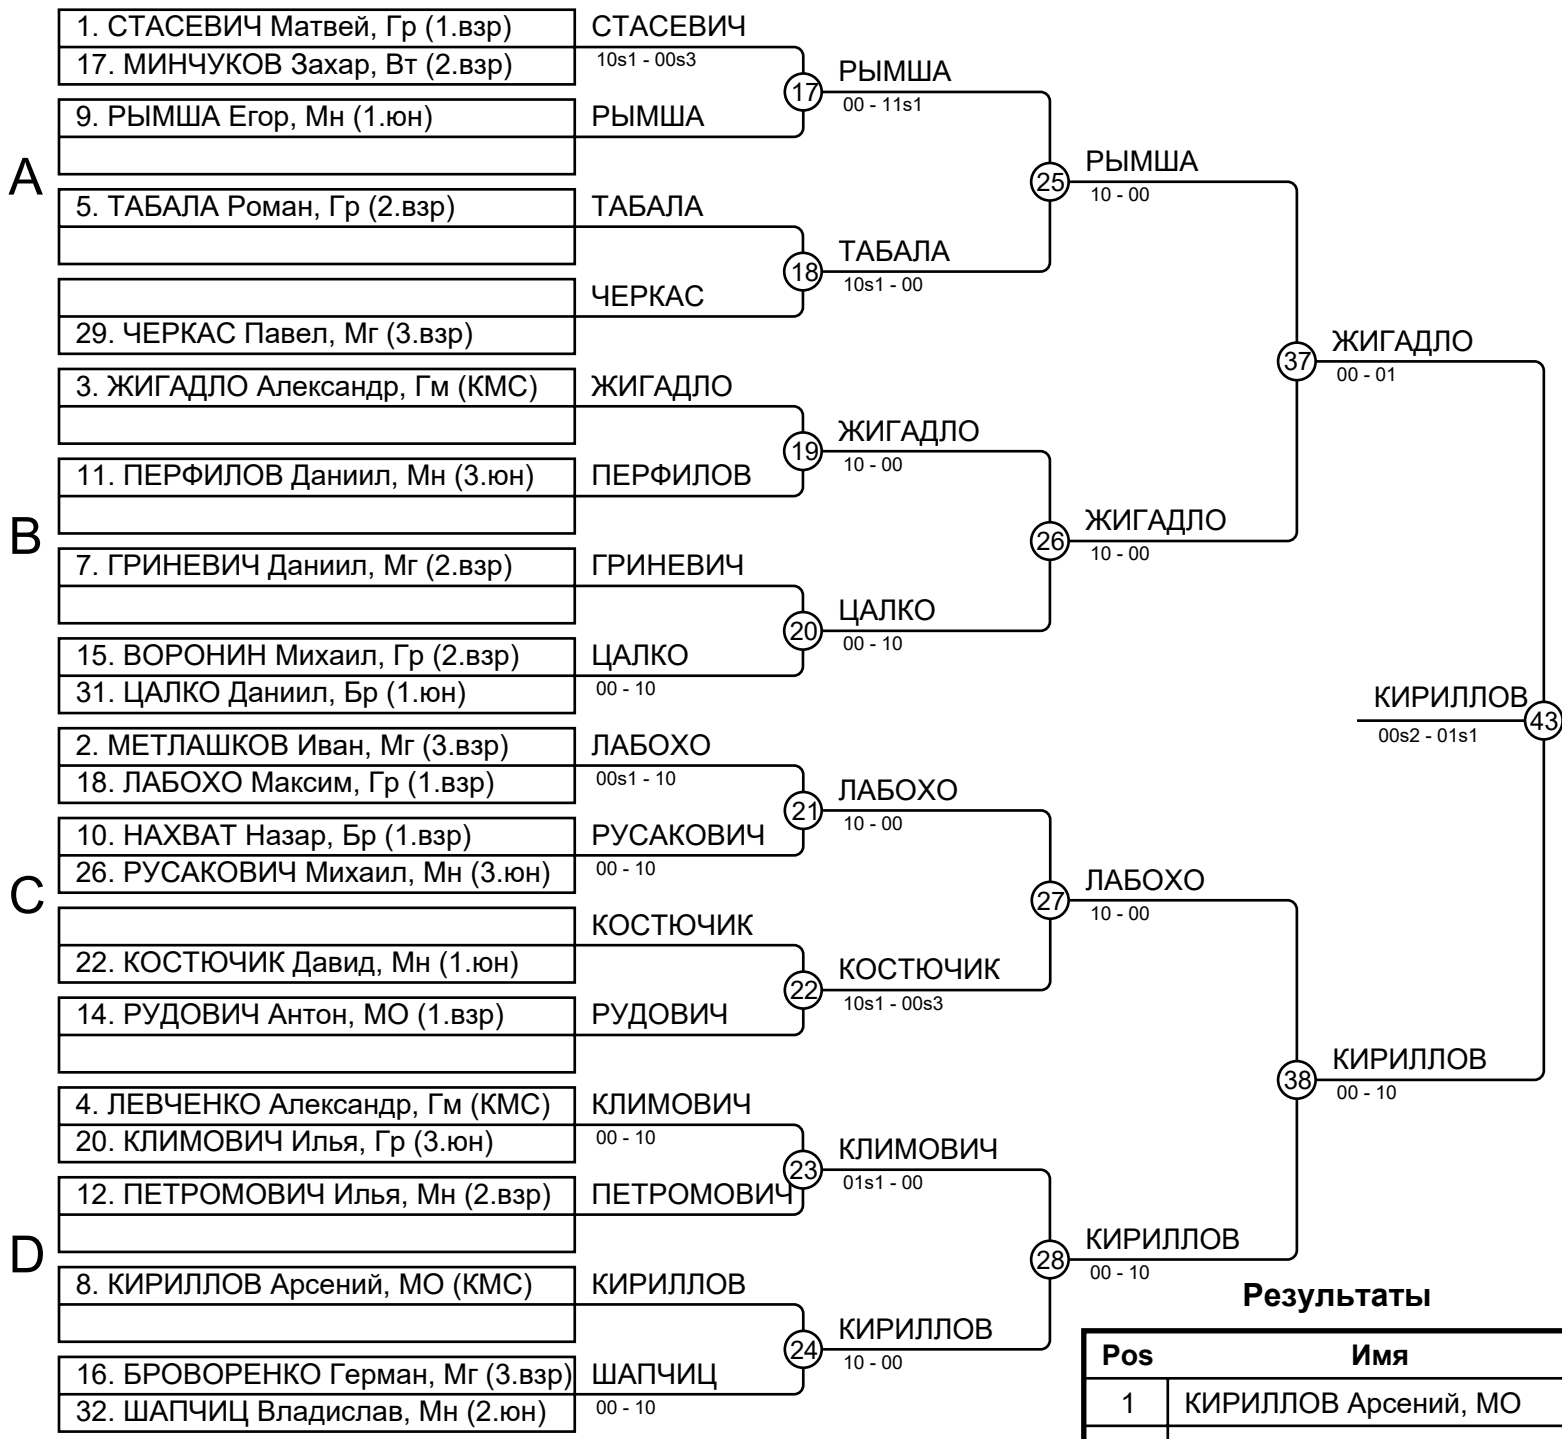 1. СТАСЕВИЧ Матвей, Гр (1.взр)
17. МИНЧУКОВ Захар, Вт (2.взр)
9. РЫМША Егор, Мн (1.юн)
A
5. ТАБАЛА Роман, Гр (2.взр)
29. ЧЕРКАС Павел, Мг (3.взр)
3. ЖИГАДЛО Александр, Гм (КМС)
11. ПЕРФИЛОВ Даниил, Мн (3.юн)
B
7. ГРИНЕВИЧ Даниил, Мг (2.взр)
15. ВОРОНИН Михаил, Гр (2.взр)
31. ЦАЛКО Даниил, Бр (1.юн)
2. МЕТЛАШКОВ Иван, Мг (3.взр)
18. ЛАБОХО Максим, Гр (1.взр)
10. НАХВАТ Назар, Бр (1.взр)
26. РУСАКОВИЧ Михаил, Мн (3.юн)
C
22. КОСТЮЧИК Давид, Мн (1.юн)
14. РУДОВИЧ Антон, МО (1.взр)
4. ЛЕВЧЕНКО Александр, Гм (КМС)
20. КЛИМОВИЧ Илья, Гр (3.юн)
12. ПЕТРОМОВИЧ Илья, Мн (2.взр)
D
8. КИРИЛЛОВ Арсений, МО (КМС)
16. БРОВОРЕНКО Герман, Мг (3.взр)
32. ШАПЧИЦ Владислав, Мн (2.юн)
СТАСЕВИЧ
10s1 - 00s3
РЫМША
ТАБАЛА
ЧЕРКАС
ЖИГАДЛО
ПЕРФИЛОВ
ГРИНЕВИЧ
ЦАЛКО
00 - 10
ЛАБОХО
00s1 - 10
РУСАКОВИЧ
00 - 10
КОСТЮЧИК
РУДОВИЧ
КЛИМОВИЧ
00 - 10
ПЕТРОМОВИЧ
КИРИЛЛОВ
ШАПЧИЦ
00 - 10
17
РЫМША
00 - 11s1
18
ТАБАЛА
10s1 - 00
19
ЖИГАДЛО
10 - 00
20
ЦАЛКО
00 - 10
21
ЛАБОХО
10 - 00
22
КОСТЮЧИК
10s1 - 00s3
23
КЛИМОВИЧ
01s1 - 00
24
КИРИЛЛОВ
10 - 00
25
РЫМША
10 - 00
26
ЖИГАДЛО
10 - 00
27
ЛАБОХО
10 - 00
28
КИРИЛЛОВ
00 - 10
37
ЖИГАДЛО
00 - 01
38
КИРИЛЛОВ
00 - 10
КИРИЛЛОВ
43
00s2 - 01s1
Результаты
Pos Имя
1 КИРИЛЛОВ Арсений, МО